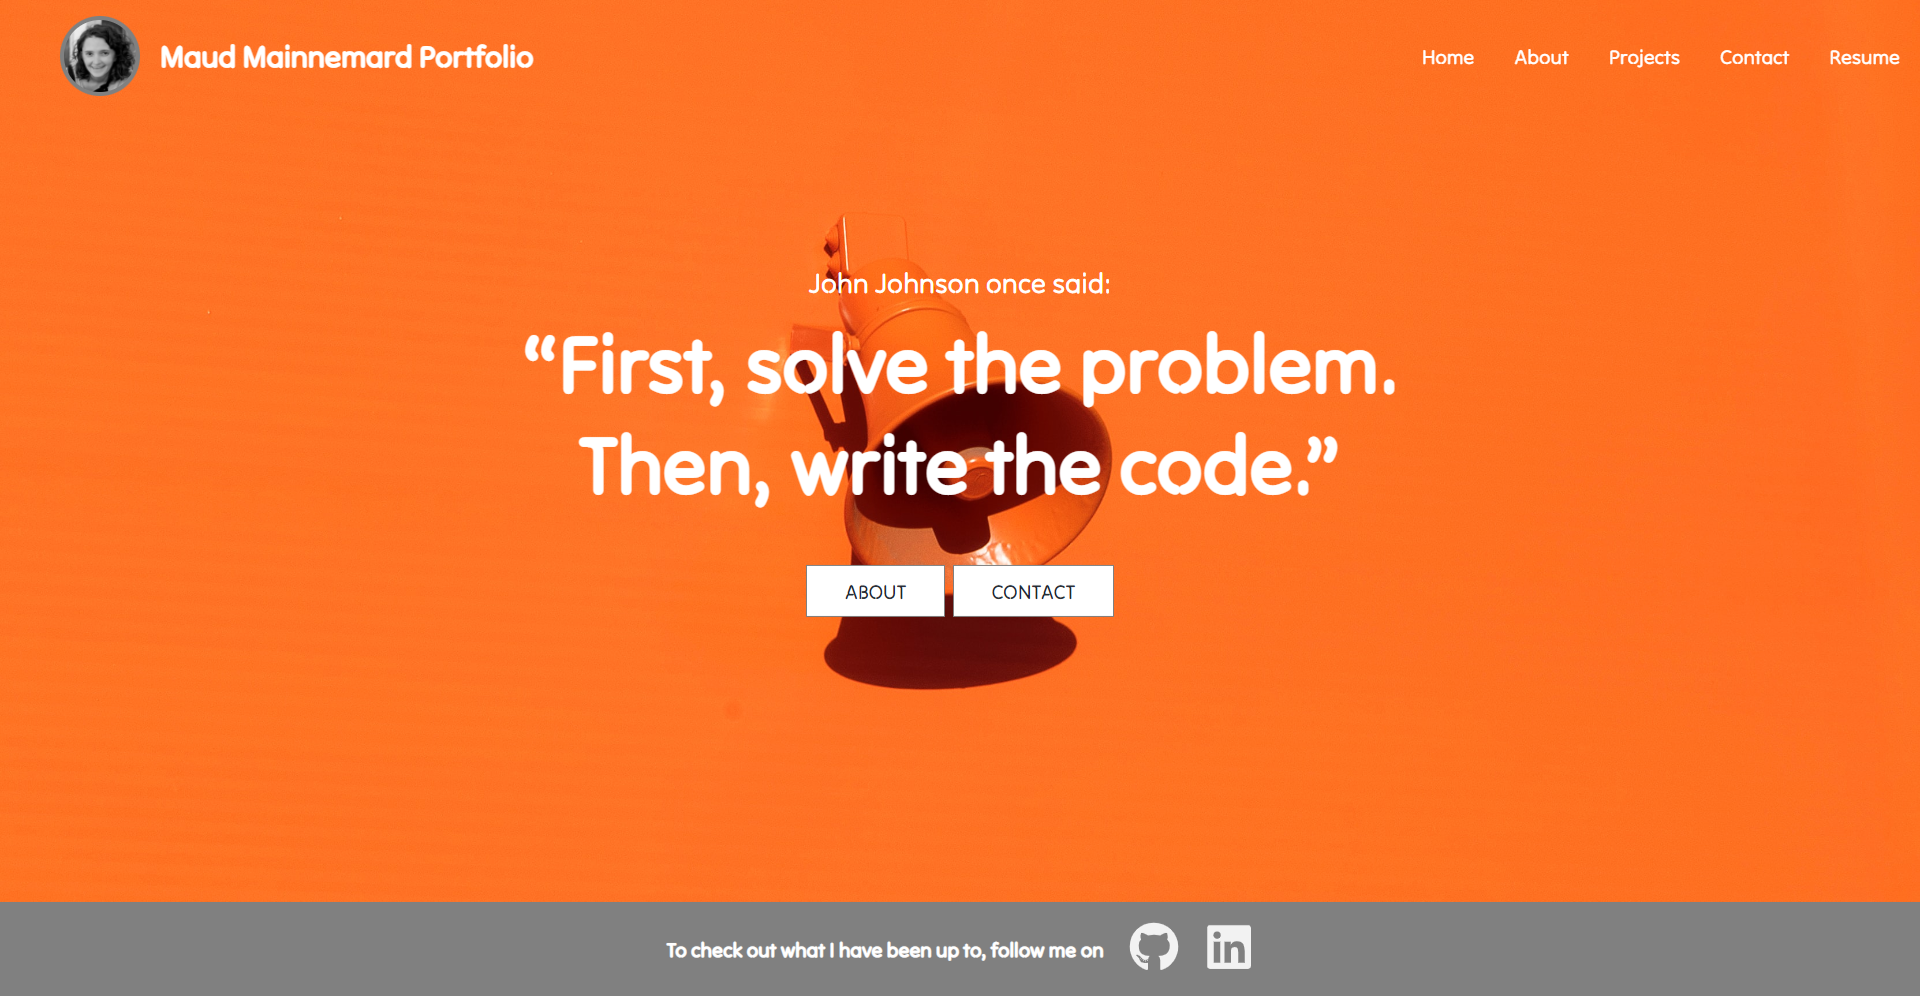 Maud Mainnemard Portfolio
Home About Projects Contact Resume
John Johnson once said:
“First, solve the problem.
Then, write the code.”
ABOUT CONTACT
To check out what I have been up to, follow me on
in